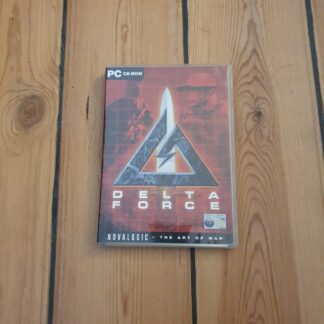 PC CD-ROM
DELTA
FORCE
NOVALOGIC - THE ART OF WAR